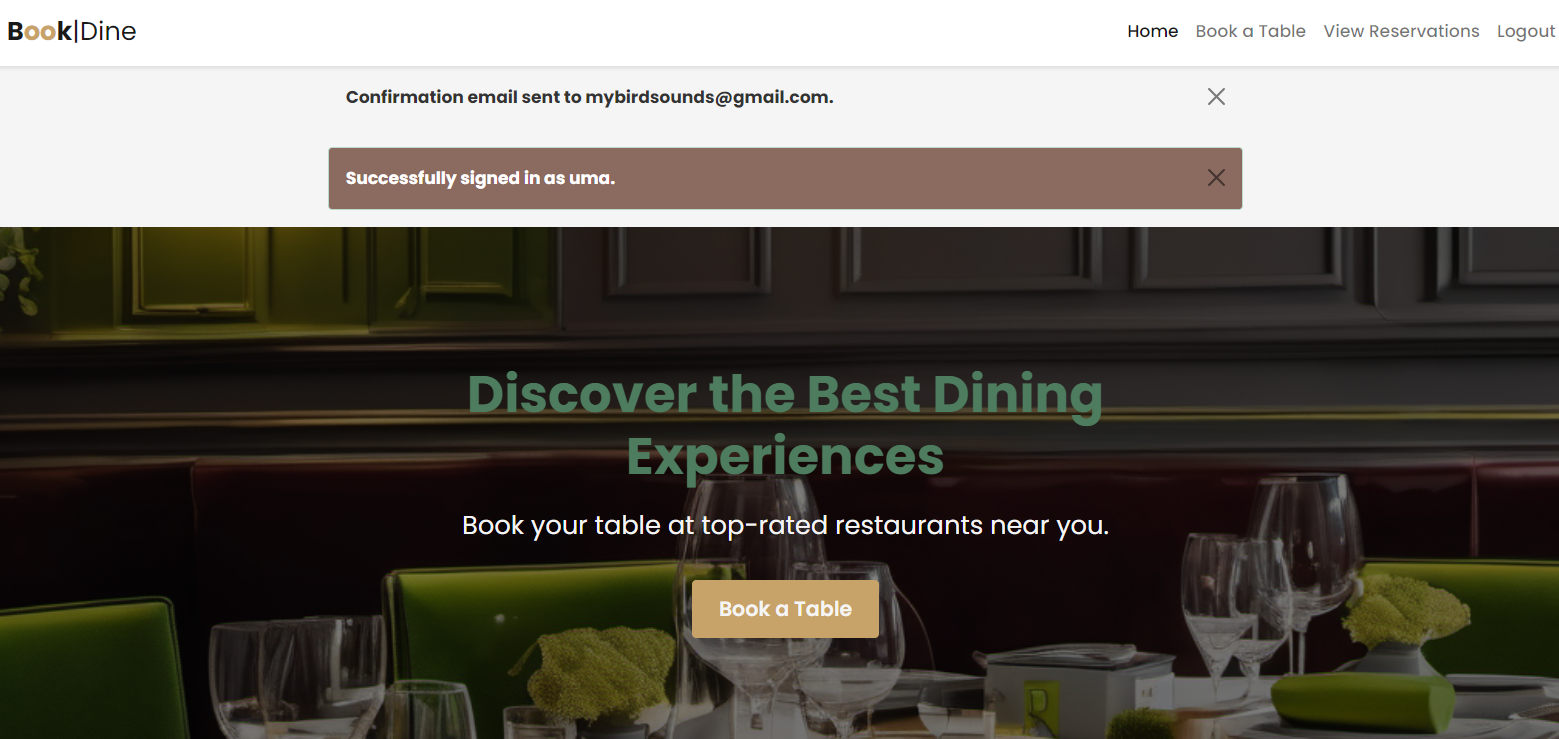 Book|Dine
Home Book a Table View Reservations Logout
Confirmation email sent to mybirdsounds@gmail.com.
Successfully signed in as uma.
Discover the Best Dining
Experiences
Book your table at top-rated restaurants near you.
Book a Table